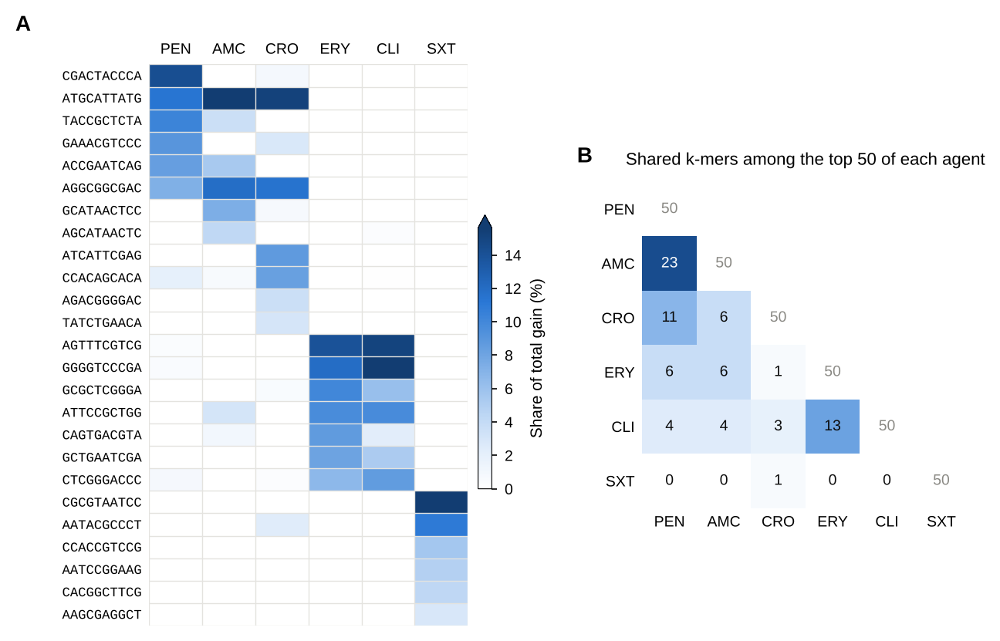 A
PEN AMC CRO ERY CLI SXT
CGACTACCCA
ATGCATTATG
TACCGCTCTA
GAAACGTCCC
ACCGAATCAG
AGGCGGCGAC
GCATAACTCC
AGCATAACTC
ATCATTCGAG
CCACAGCACA
AGACGGGGAC
TATCTGAACA
AGTTTCGTCG
GGGGTCCCGA
GCGCTCGGGA
ATTCCGCTGG
CAGTGACGTA
GCTGAATCGA
CTCGGGACCC
CGCGTAATCC
AATACGCCCT
CCACCGTCCG
AATCCGGAAG
CACGGCTTCG
AAGCGAGGCT
14
12
10
8
6
4
2
0
Share of total gain (%)
B
Shared k-mers among the top 50 of each agent
PEN 50
AMC 23 50
CRO 11 6 50
ERY 6 6 1 50
CLI 4 4 3 13 50
SXT 0 0 1 0 0 50
PEN AMC CRO ERY CLI SXT